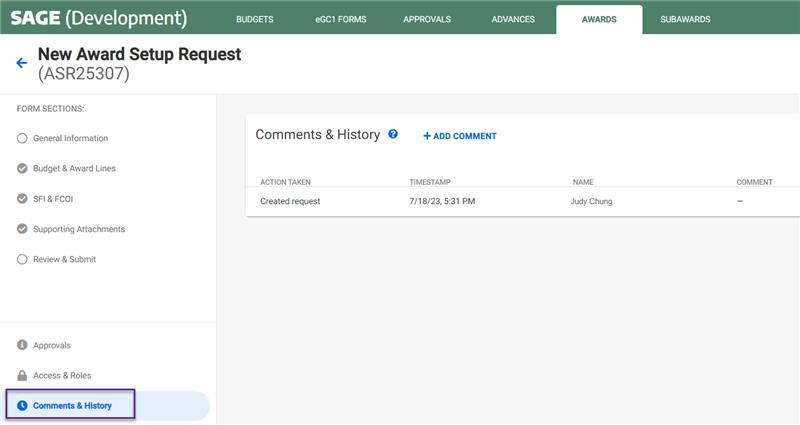 SAGE (Development) BUDGETS eGC1 FORMS APPROVALS ADVANCES AWARDS SUBAWARDS
New Award Setup Request
(ASR25307)
FORM SECTIONS:
General Information
Budget & Award Lines
SFI & FCOI
Supporting Attachments
Review & Submit
Approvals
Access & Roles
Comments & History
Comments & History ? + ADD COMMENT
ACTION TAKEN TIMESTAMP NAME COMMENT
Created request 7/18/23, 5:31 PM Judy Chung —